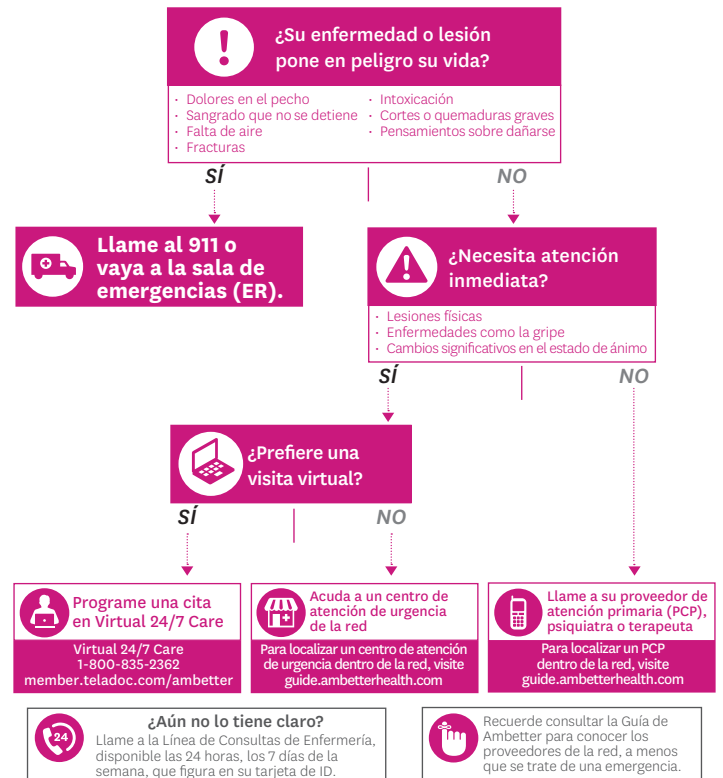 ¿Su enfermedad o lesión
pone en peligro su vida?
· Dolores en el pecho
· Sangrado que no se detiene
· Falta de aire
· Fracturas
· Intoxicación
· Cortes o quemaduras graves
· Pensamientos sobre dañarse
SÍ
NO
Llame al 911 o
vaya a la sala de
emergencias (ER).
¿Necesita atención
inmediata?
· Lesiones físicas
· Enfermedades como la gripe
· Cambios significativos en el estado de ánimo
SÍ
NO
¿Prefiere una
visita virtual?
SÍ
NO
Programe una cita
en Virtual 24/7 Care
Virtual 24/7 Care
1-800-835-2362
member.teladoc.com/ambetter
Acuda a un centro de
atención de urgencia
de la red
Para localizar un centro de atención
de urgencia dentro de la red, visite
guide.ambetterhealth.com
Llame a su proveedor de
atención primaria (PCP),
psiquiatra o terapeuta
Para localizar un PCP
dentro de la red, visite
guide.ambetterhealth.com
24
¿Aún no lo tiene claro?
Llame a la Línea de Consultas de Enfermería,
disponible las 24 horas, los 7 días de la
semana, que figura en su tarjeta de ID.
Recuerde consultar la Guía de
Ambetter para conocer los
proveedores de la red, a menos
que se trate de una emergencia.